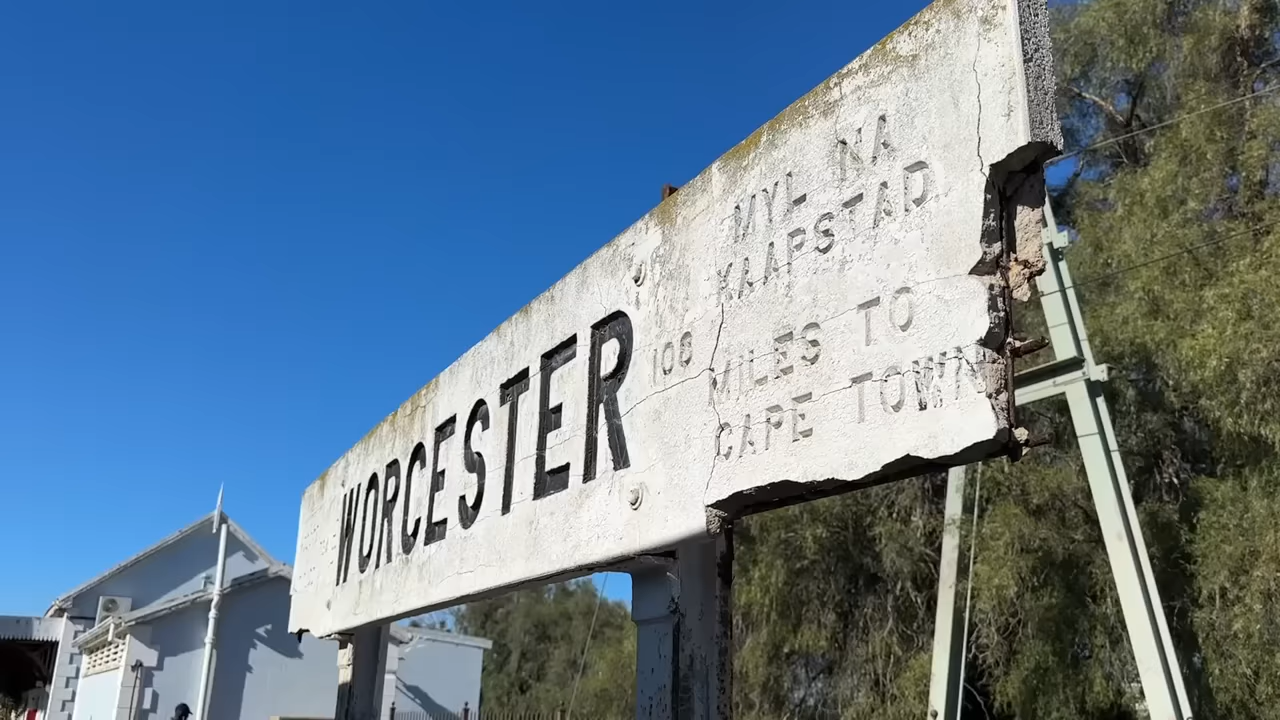 WORCESTER
MYL NA
KAAPSTAD
108 MILES TO
CAPE TOWN